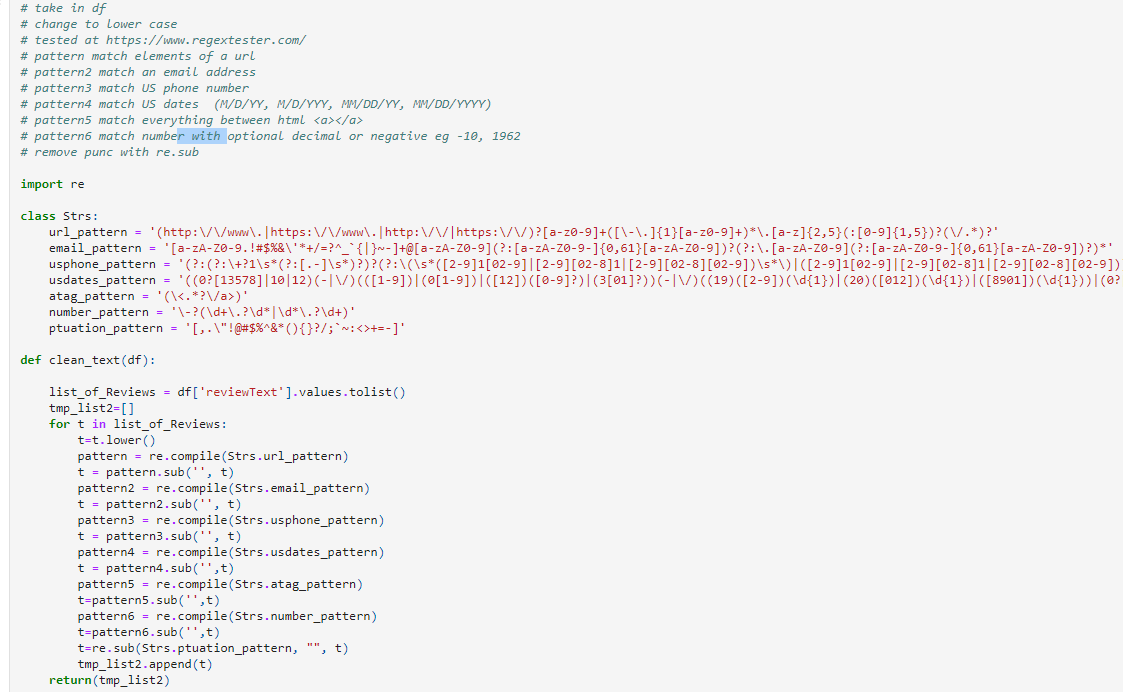 # take in df
# change to lower case
# tested at https://www.regextester.com/
# pattern match elements of a url
# pattern2 match an email address
# pattern3 match US phone number
# pattern4 match US dates  (M/D/YY, M/D/YYY, MM/DD/YY, MM/DD/YYYY)
# pattern5 match everything between html <a></a>
# pattern6 match number with optional decimal or negative eg -10, 1962
# remove punc with re.sub

import re

class Strs:
    url_pattern = '(http:\/\/www\.|https:\/\/www\.|http:\/\/|https:\/\/)?[a-z0-9]+([\-\.]{1}[a-z0-9]+)*\.[a-z]{2,5}(:[0-9]{1,5})?(\/.*)?'
    email_pattern = '[a-zA-Z0-9.!#$%&\'*+/=?^_`{|}~-]+@[a-zA-Z0-9](?:[a-zA-Z0-9-]{0,61}[a-zA-Z0-9])?(?:\.[a-zA-Z0-9](?:[a-zA-Z0-9-]{0,61}[a-zA-Z0-9])?)*'
    usphone_pattern = '(?:(?:\+?1\s*(?:[.-]\s*)?)?(?:\(\s*([2-9]1[02-9]|[2-9][02-8]1|[2-9][02-8][02-9])\s*\)|([2-9]1[02-9]|[2-9][02-8]1|[2-9][02-8][02-9])
    usdates_pattern = '((0?[13578]|10|12)(-|\/)(([1-9])|(0[1-9])|([12])([0-9]?)|(3[01]?))(-|\/)((19)([2-9])(\d{1})|(20)([012])(\d{1})|([8901])(\d{1}))|(0?
    atag_pattern = '(\<.*?\/a>)'
    number_pattern = '\-?(\d+\.?\d*|\d*\.?\d+)'
    ptuation_pattern = '[,.\"!@#$%^&*(){}?/;`~:<>+=-]'

def clean_text(df):

    list_of_Reviews = df['reviewText'].values.tolist()
    tmp_list2=[]
    for t in list_of_Reviews:
        t=t.lower()
        pattern = re.compile(Strs.url_pattern)
        t = pattern.sub('', t)
        pattern2 = re.compile(Strs.email_pattern)
        t = pattern2.sub('', t)
        pattern3 = re.compile(Strs.usphone_pattern)
        t = pattern3.sub('', t)
        pattern4 = re.compile(Strs.usdates_pattern)
        t = pattern4.sub('',t)
        pattern5 = re.compile(Strs.atag_pattern)
        t=pattern5.sub('',t)
        pattern6 = re.compile(Strs.number_pattern)
        t=pattern6.sub('',t)
        t=re.sub(Strs.ptuation_pattern, "", t)
        tmp_list2.append(t)
    return(tmp_list2)